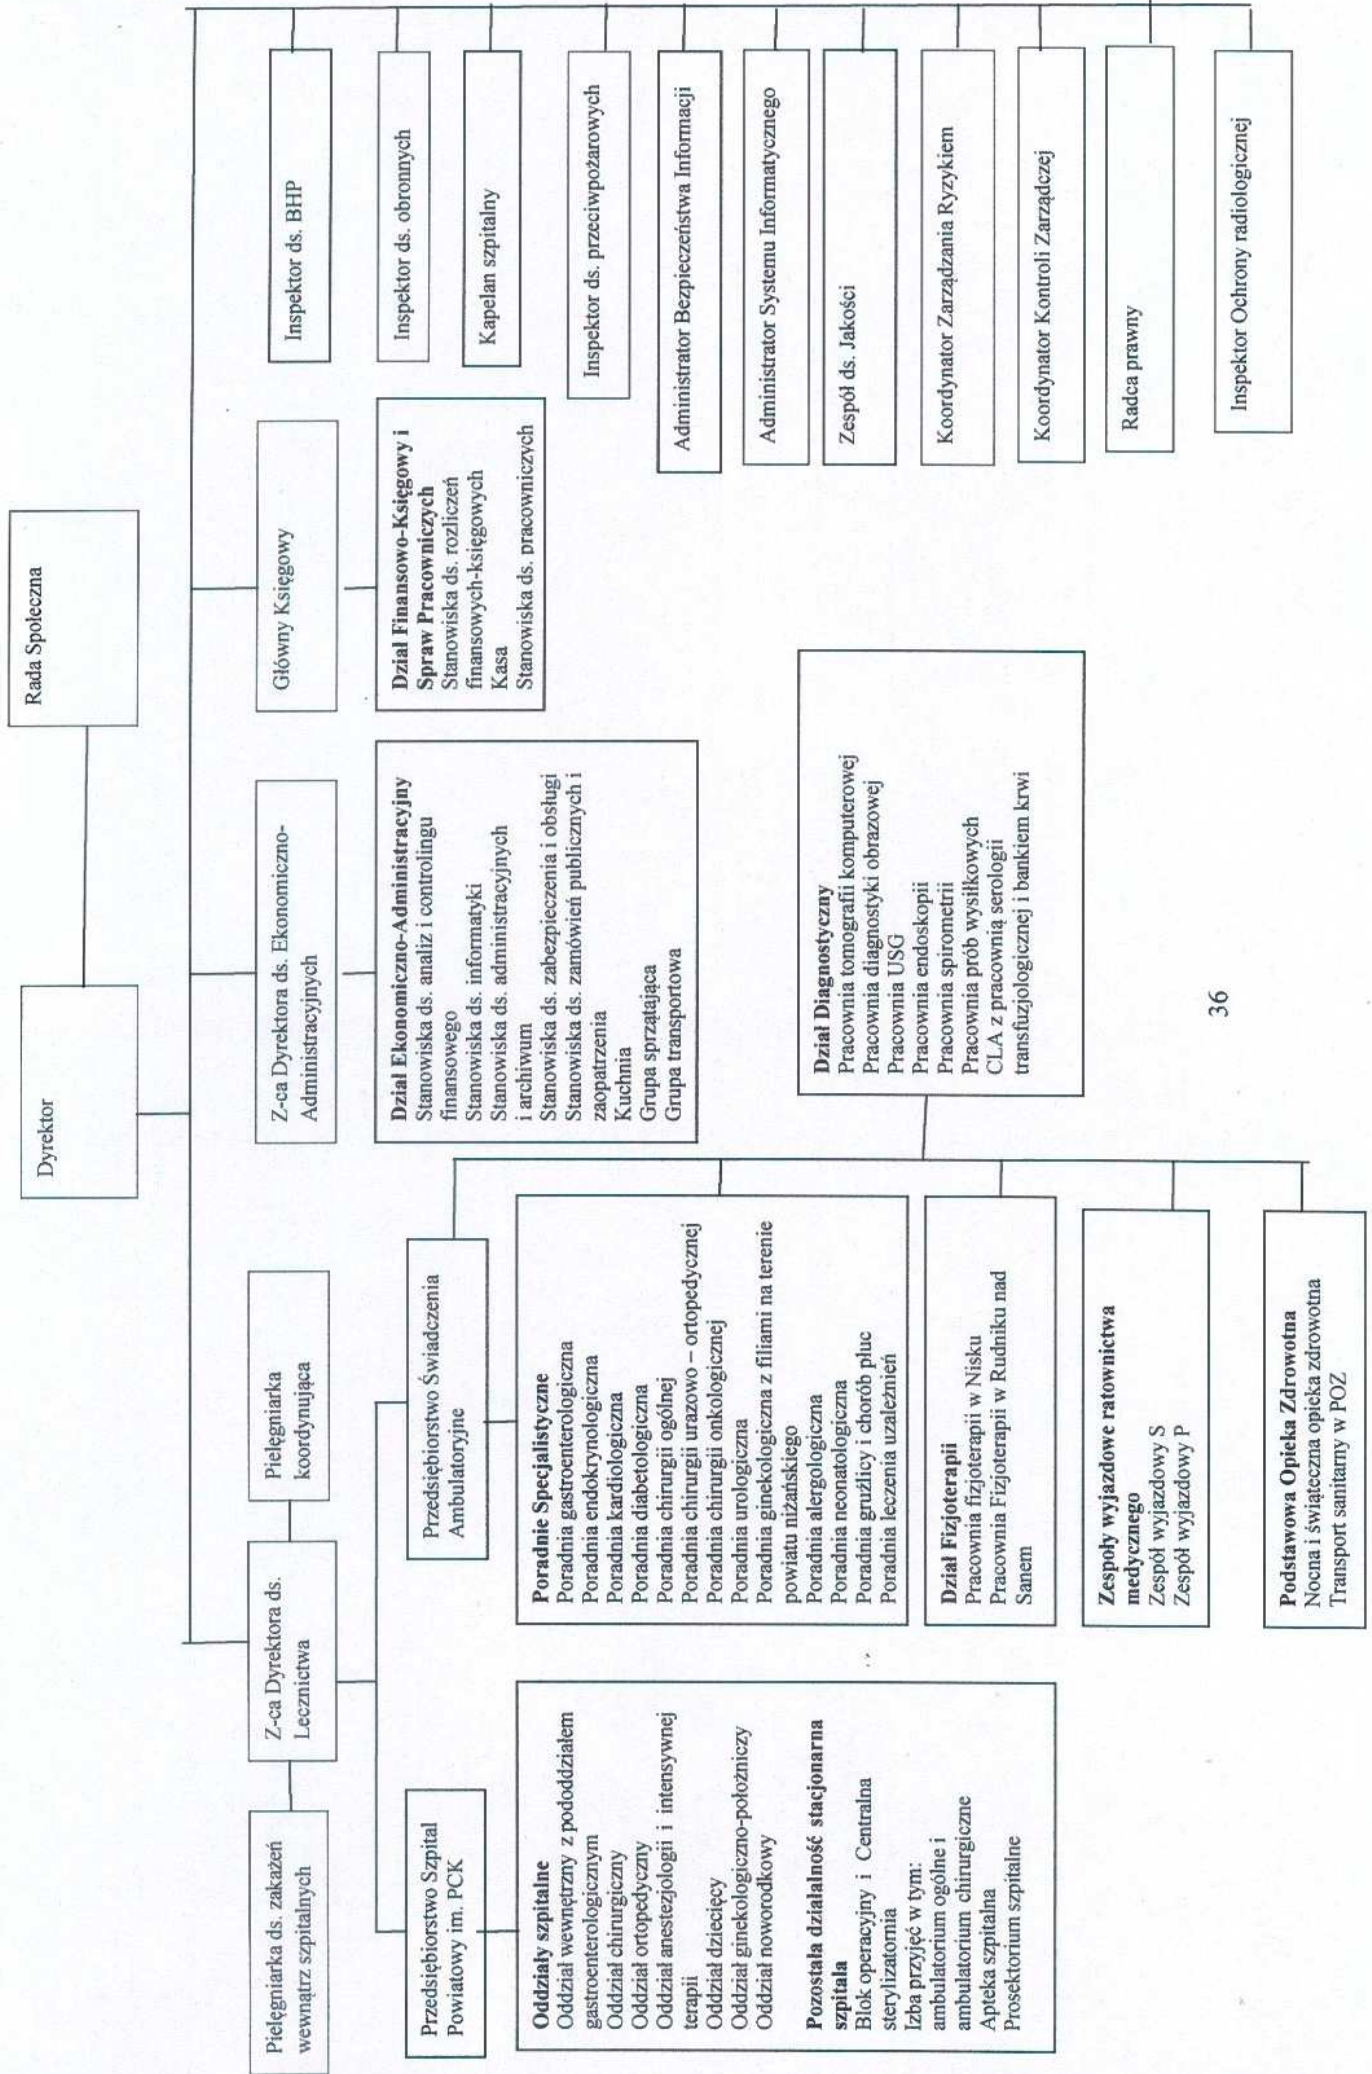 Dyrektor
Rada Społeczna
Pielęgniarka ds. zakażeń
wewnątrz szpitalnych
Z-ca Dyrektora ds.
Lecznictwa
Pielęgniarka
koordynująca
Z-ca Dyrektora ds. Ekonomiczno-
Administracyjnych
Główny Księgowy
Inspektor ds. BHP
Inspektor ds. obronnych
Kapelan szpitalny
Inspektor ds. przeciwpożarowych
Administrator Bezpieczeństwa Informacji
Administrator Systemu Informatycznego
Zespół ds. Jakości
Koordynator Zarządzania Ryzykiem
Koordynator Kontroli Zarządczej
Radca prawny
Inspektor Ochrony radiologicznej
Dział Finansowo-Księgowy i
Spraw Pracowniczych
Stanowiska ds. rozliczeń
finansowych-księgowych
Kasa
Stanowiska ds. pracowniczych
Dział Ekonomiczno-Administracyjny
Stanowiska ds. analiz i controlingu
finansowego
Stanowiska ds. informatyki
Stanowiska ds. administracyjnych
i archiwum
Stanowiska ds. zabezpieczenia i obsługi
Stanowiska ds. zamówień publicznych i
zaopatrzenia
Kuchnia
Grupa sprzątająca
Grupa transportowa
Przedsiębiorstwo Szpital
Powiatowy im. PCK
Przedsiębiorstwo Świadczenia
Ambulatoryjne
Oddziały szpitalne
Oddział wewnętrzny z pododdziałem
gastroenterologicznym
Oddział chirurgiczny
Oddział ortopedyczny
Oddział anestezjologii i intensywnej
terapii
Oddział dziecięcy
Oddział ginekologiczno-położniczy
Oddział noworodkowy
Pozostała działalność stacjonarna
szpitala
Blok operacyjny i Centralna
sterylizatornia
Izba przyjęć w tym:
ambulatorium ogólne i
ambulatorium chirurgiczne
Apteka szpitalna
Prosektorium szpitalne
Poradnie Specjalistyczne
Poradnia gastroenterologiczna
Poradnia endokrynologiczna
Poradnia kardiologiczna
Poradnia diabetologiczna
Poradnia chirurgii ogólnej
Poradnia chirurgii urazowo – ortopedycznej
Poradnia chirurgii onkologicznej
Poradnia urologiczna
Poradnia ginekologiczna z filiami na terenie
powiatu niżańskiego
Poradnia alergologiczna
Poradnia neonatologiczna
Poradnia gruźlicy i chorób płuc
Poradnia leczenia uzależnień
Dział Fizjoterapii
Pracownia fizjoterapii w Nisku
Pracownia Fizjoterapii w Rudniku nad
Sanem
Zespoły wyjazdowe ratownictwa
medycznego
Zespół wyjazdowy S
Zespół wyjazdowy P
Podstawowa Opieka Zdrowotna
Nocna i świąteczna opieka zdrowotna
Transport sanitarny w POZ
Dział Diagnostyczny
Pracownia tomografii komputerowej
Pracownia diagnostyki obrazowej
Pracownia USG
Pracownia endoskopii
Pracownia spirometrii
Pracownia prób wysiłkowych
CLA z pracownią serologii
transfuzjologicznej i bankiem krwi
36